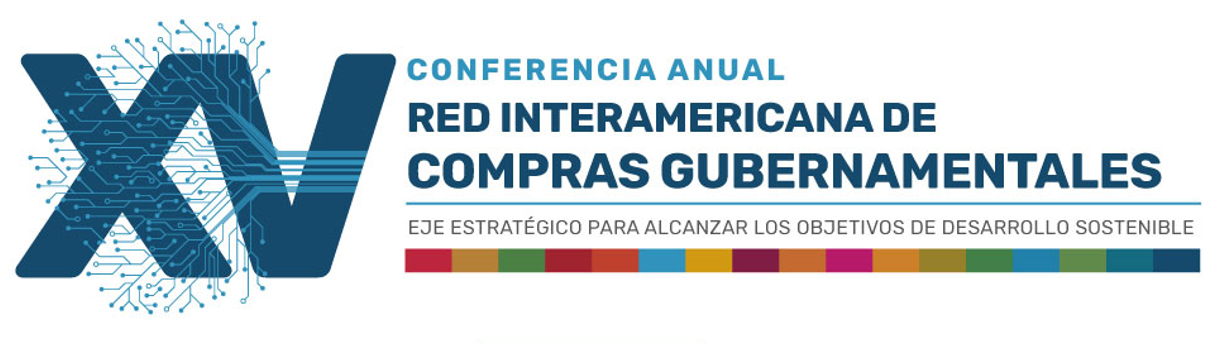 XV
CONFERENCIA ANUAL
RED INTERAMERICANA DE
COMPRAS GUBERNAMENTALES
EJE ESTRATÉGICO PARA ALCANZAR LOS OBJETIVOS DE DESARROLLO SOSTENIBLE